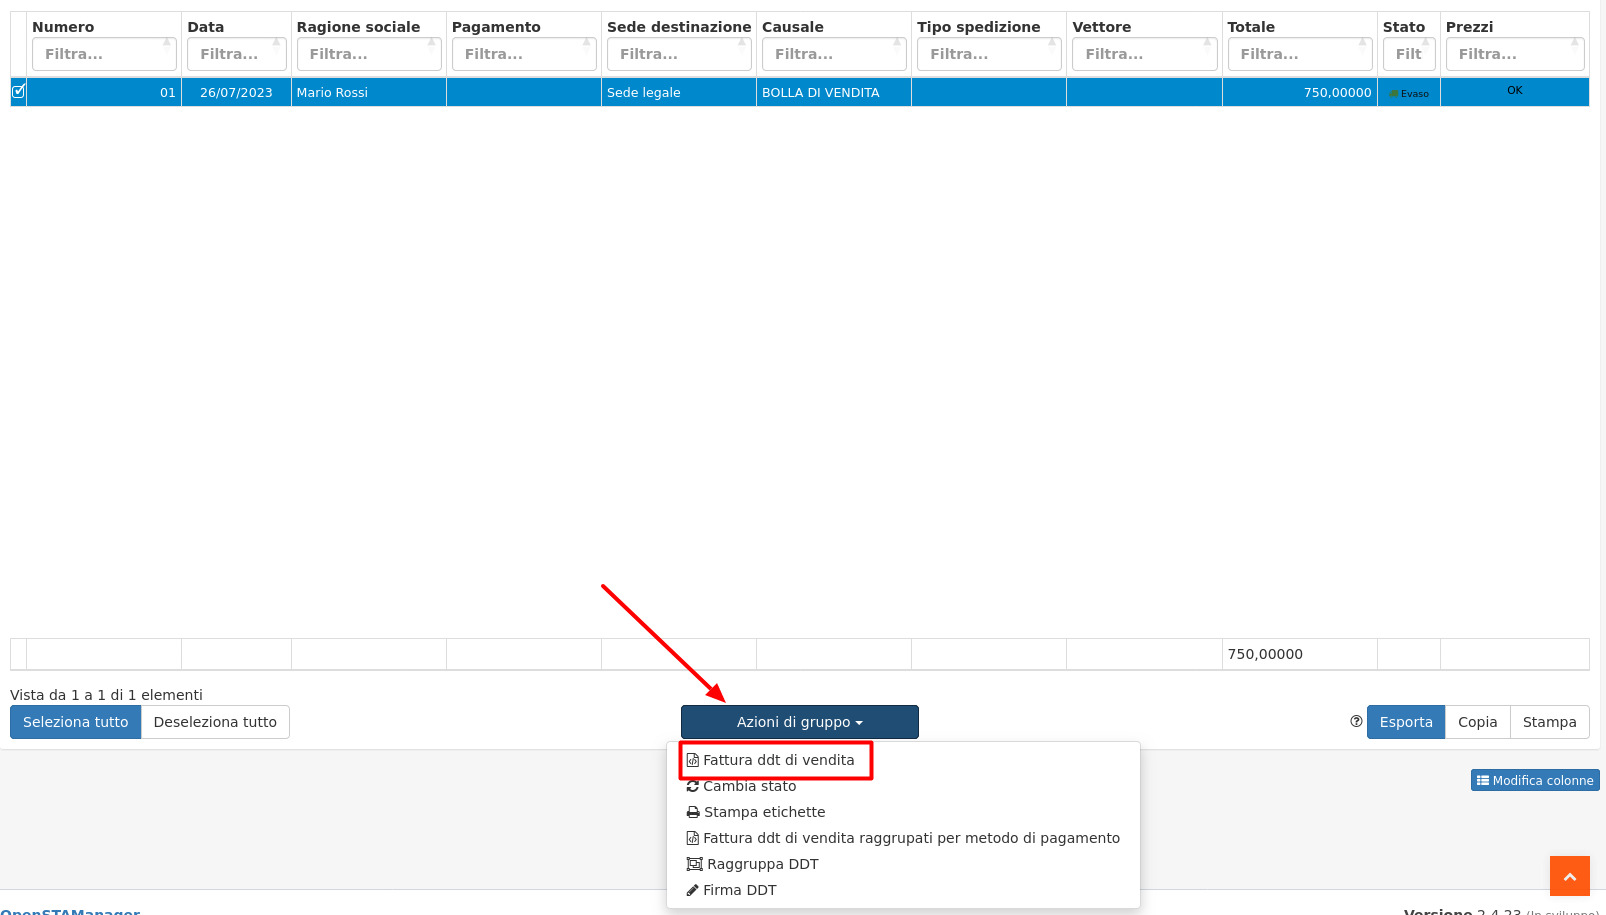 Numero Data Ragione sociale Pagamento Sede destinazione Causale Tipo spedizione Vettore Totale Stato Prezzi
Filtra... Filtra... Filtra... Filtra... Filtra... Filtra... Filtra... Filtra... Filtra... Filt Filtra...
01 26/07/2023 Mario Rossi Sede legale BOLLA DI VENDITA 750,00000 Evaso OK
750,00000
Vista da 1 a 1 di 1 elementi
Seleziona tutto Deseleziona tutto Azioni di gruppo Esporta Copia Stampa
Fattura ddt di vendita
Cambia stato
Stampa etichette
Fattura ddt di vendita raggrupati per metodo di pagamento
Raggruppa DDT
Firma DDT
Modifica colonne
OpenSTAManager Versione 2.4.23 (In sviluppo)